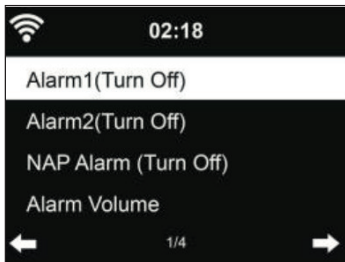 02:18
Alarm1(Turn Off)
Alarm2(Turn Off)
NAP Alarm (Turn Off)
Alarm Volume
1/4